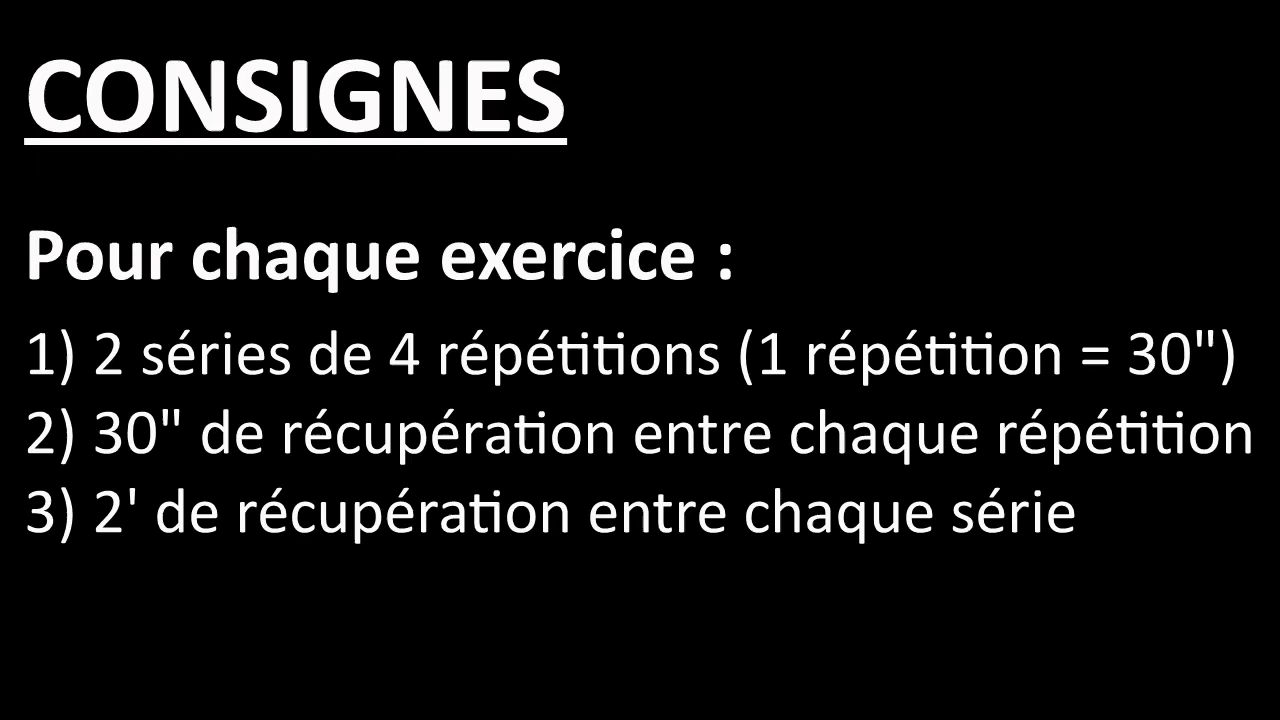 CONSIGNES
Pour chaque exercice :
1) 2 séries de 4 répétitions (1 répétition = 30")
2) 30" de récupération entre chaque répétition
3) 2' de récupération entre chaque série